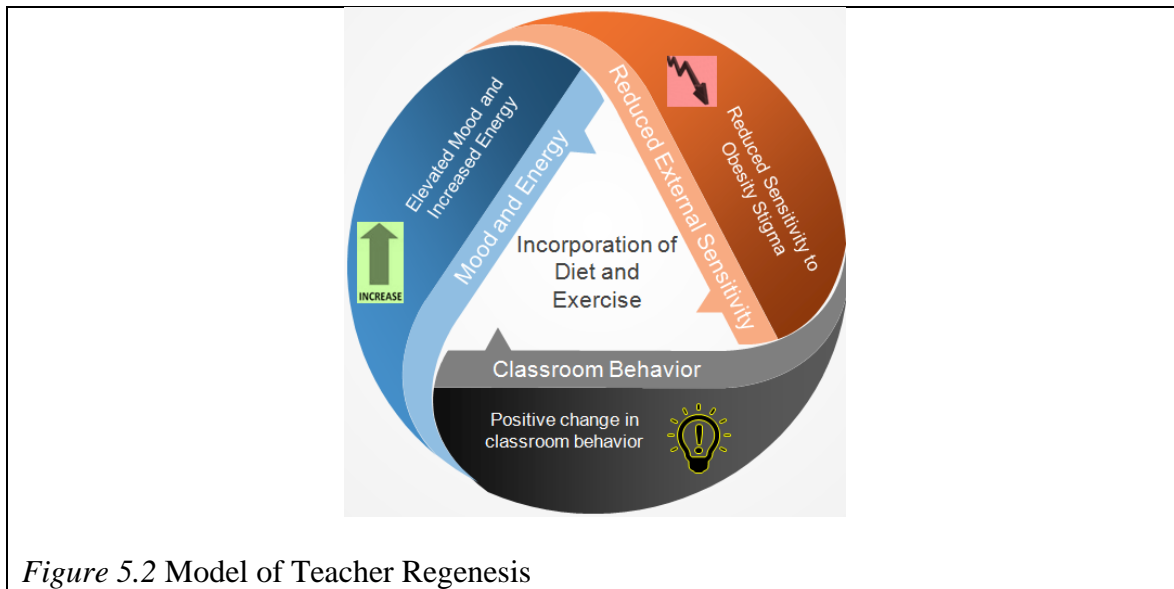 Elevated Mood and
Increased Energy
INCREASE
Mood and Energy
Reduced External Sensitivity
Reduced Sensitivity to
Obesity Stigma
Incorporation of
Diet and
Exercise
Classroom Behavior
Positive change in
classroom behavior
Figure 5.2 Model of Teacher Regenesis